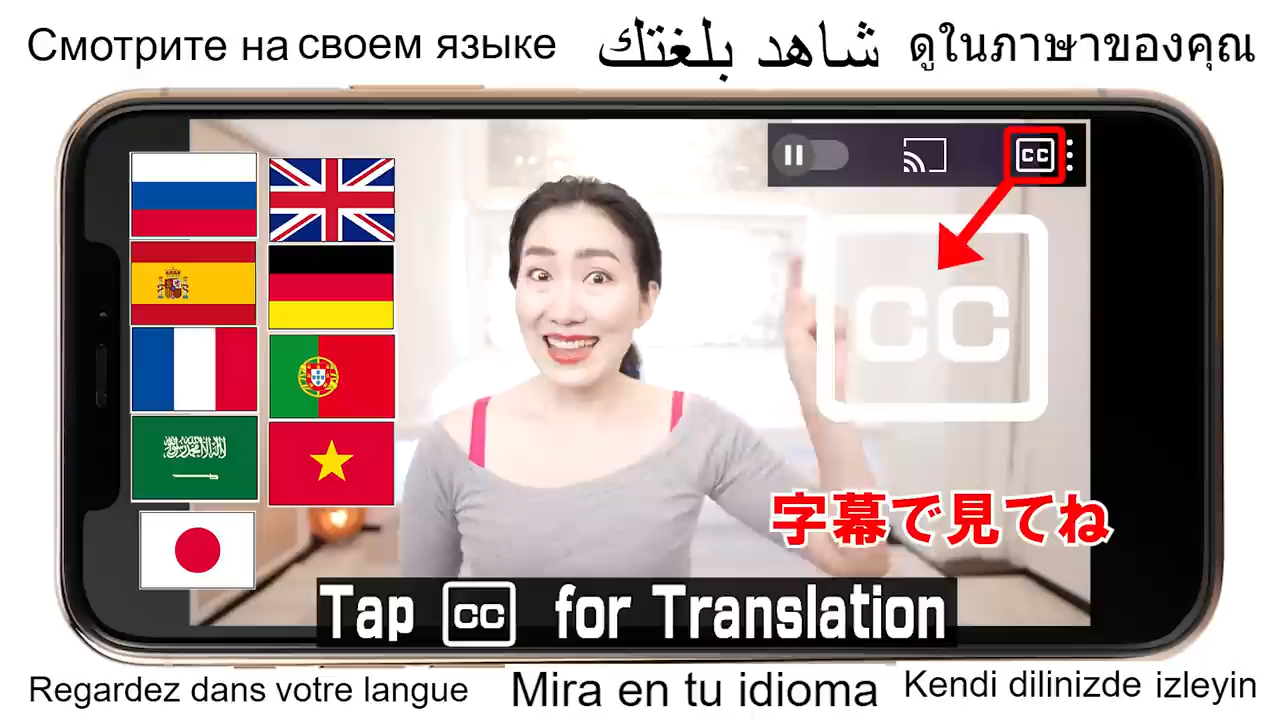 Смотрите на своем языке
شاهد بلغتك
ดูในภาษาของคุณ
CC
CC
字幕で見てね
Tap CC for Translation
Regardez dans votre langue
Mira en tu idioma
Kendi dilinizde izleyin